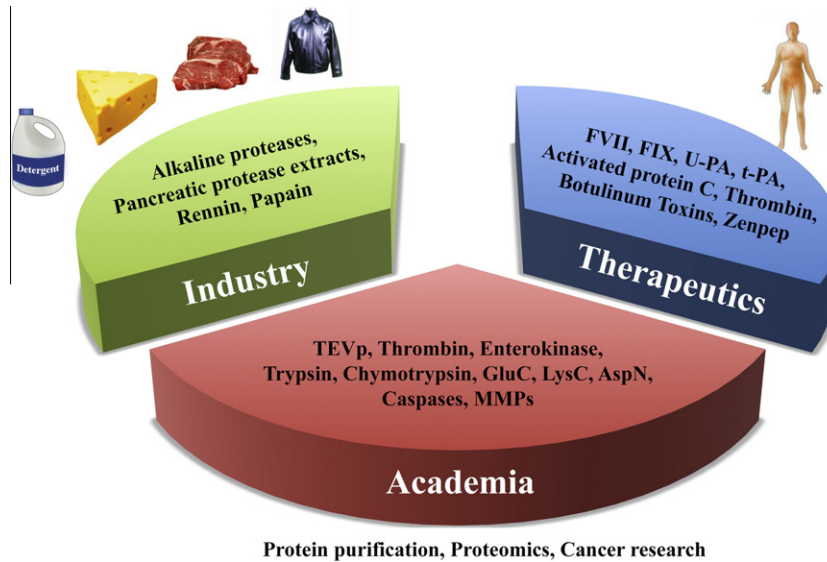 Detergent
Alkaline proteases,
Pancreatic protease extracts,
Rennin, Papain
Industry
FVII, FIX, U-PA, t-PA,
Activated protein C, Thrombin,
Botulinum Toxins, Zenpep
Therapeutics
TEVp, Thrombin, Enterokinase,
Trypsin, Chymotrypsin, GluC, LysC, AspN,
Caspases, MMPs
Academia
Protein purification, Proteomics, Cancer research